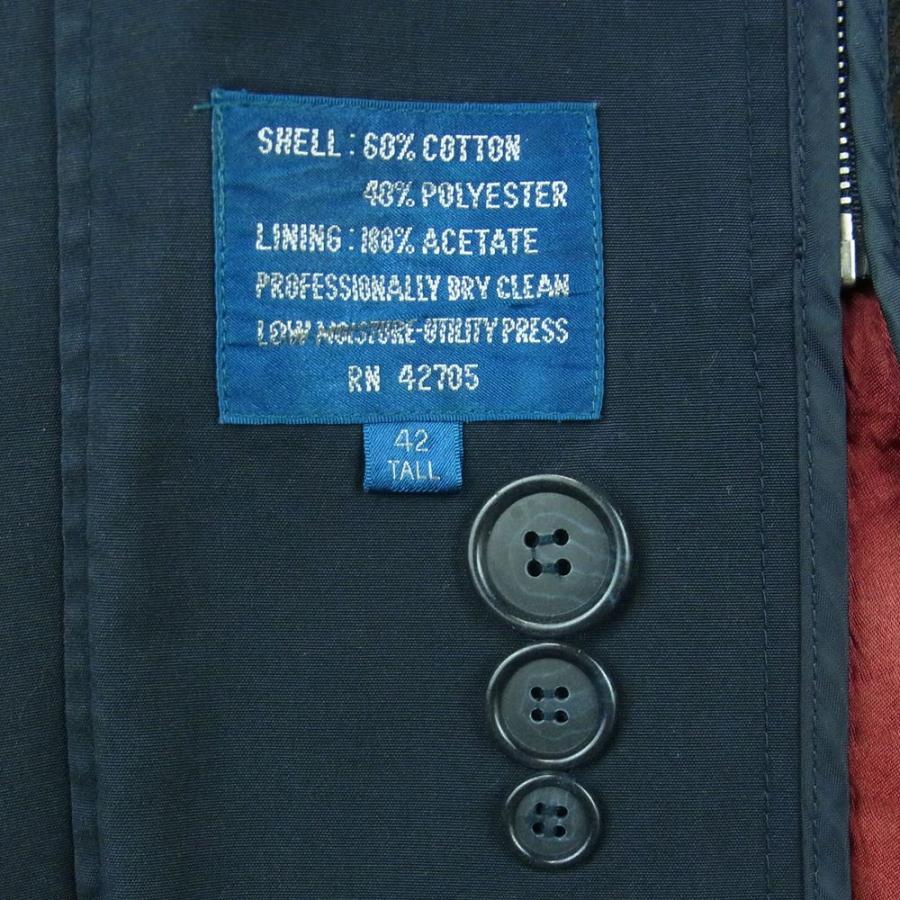 SHELL: 60% COTTON
40% POLYESTER
LINING: 100% ACETATE
PROFESSIONALLY DRY CLEAN
LOW MOISTURE-UTILITY PRESS
RN 42705
42
TALL